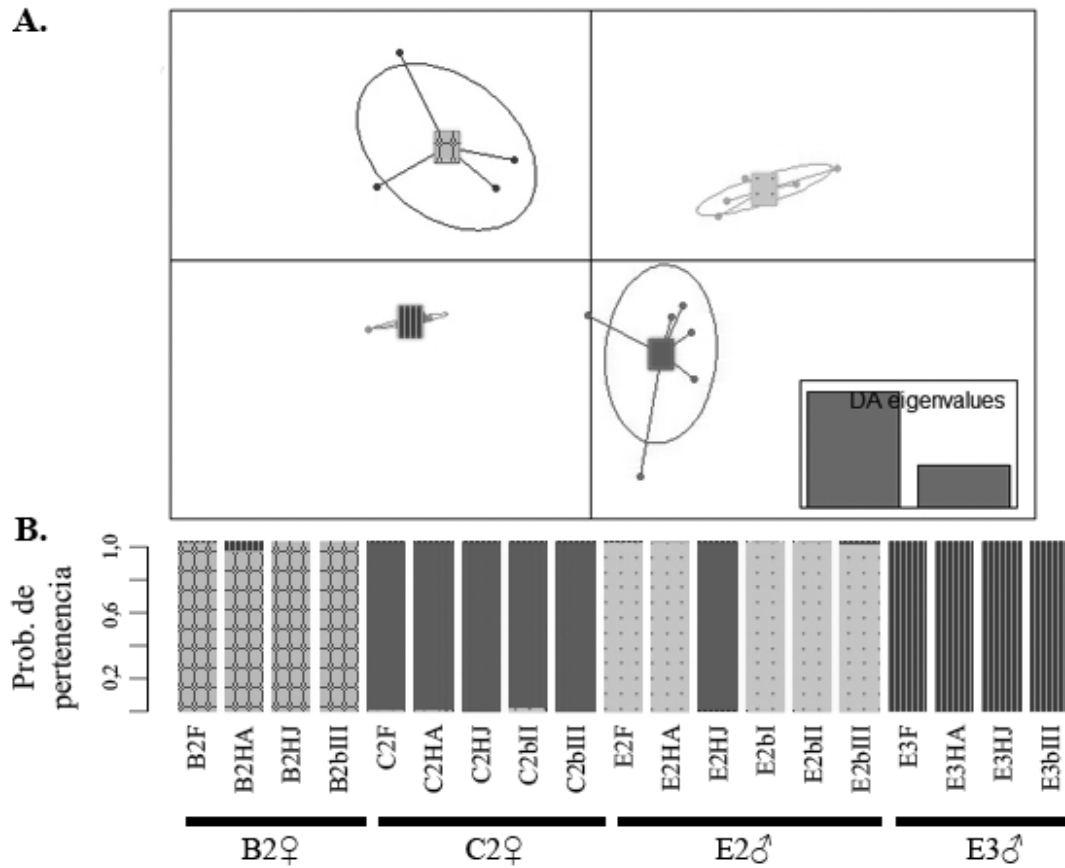 A.
DA eigenvalues
B.
Prob. de
pertenencia
1,0
0,6
0,2
B2F
B2HA
B2HJ
B2bIII
C2F
C2HA
C2HJ
C2bII
C2bIII
E2F
E2HA
E2HJ
E2bI
E2bII
E2bIII
E3F
E3HA
E3HJ
E3bIII
B2♀
C2♀
E2♂
E3♂